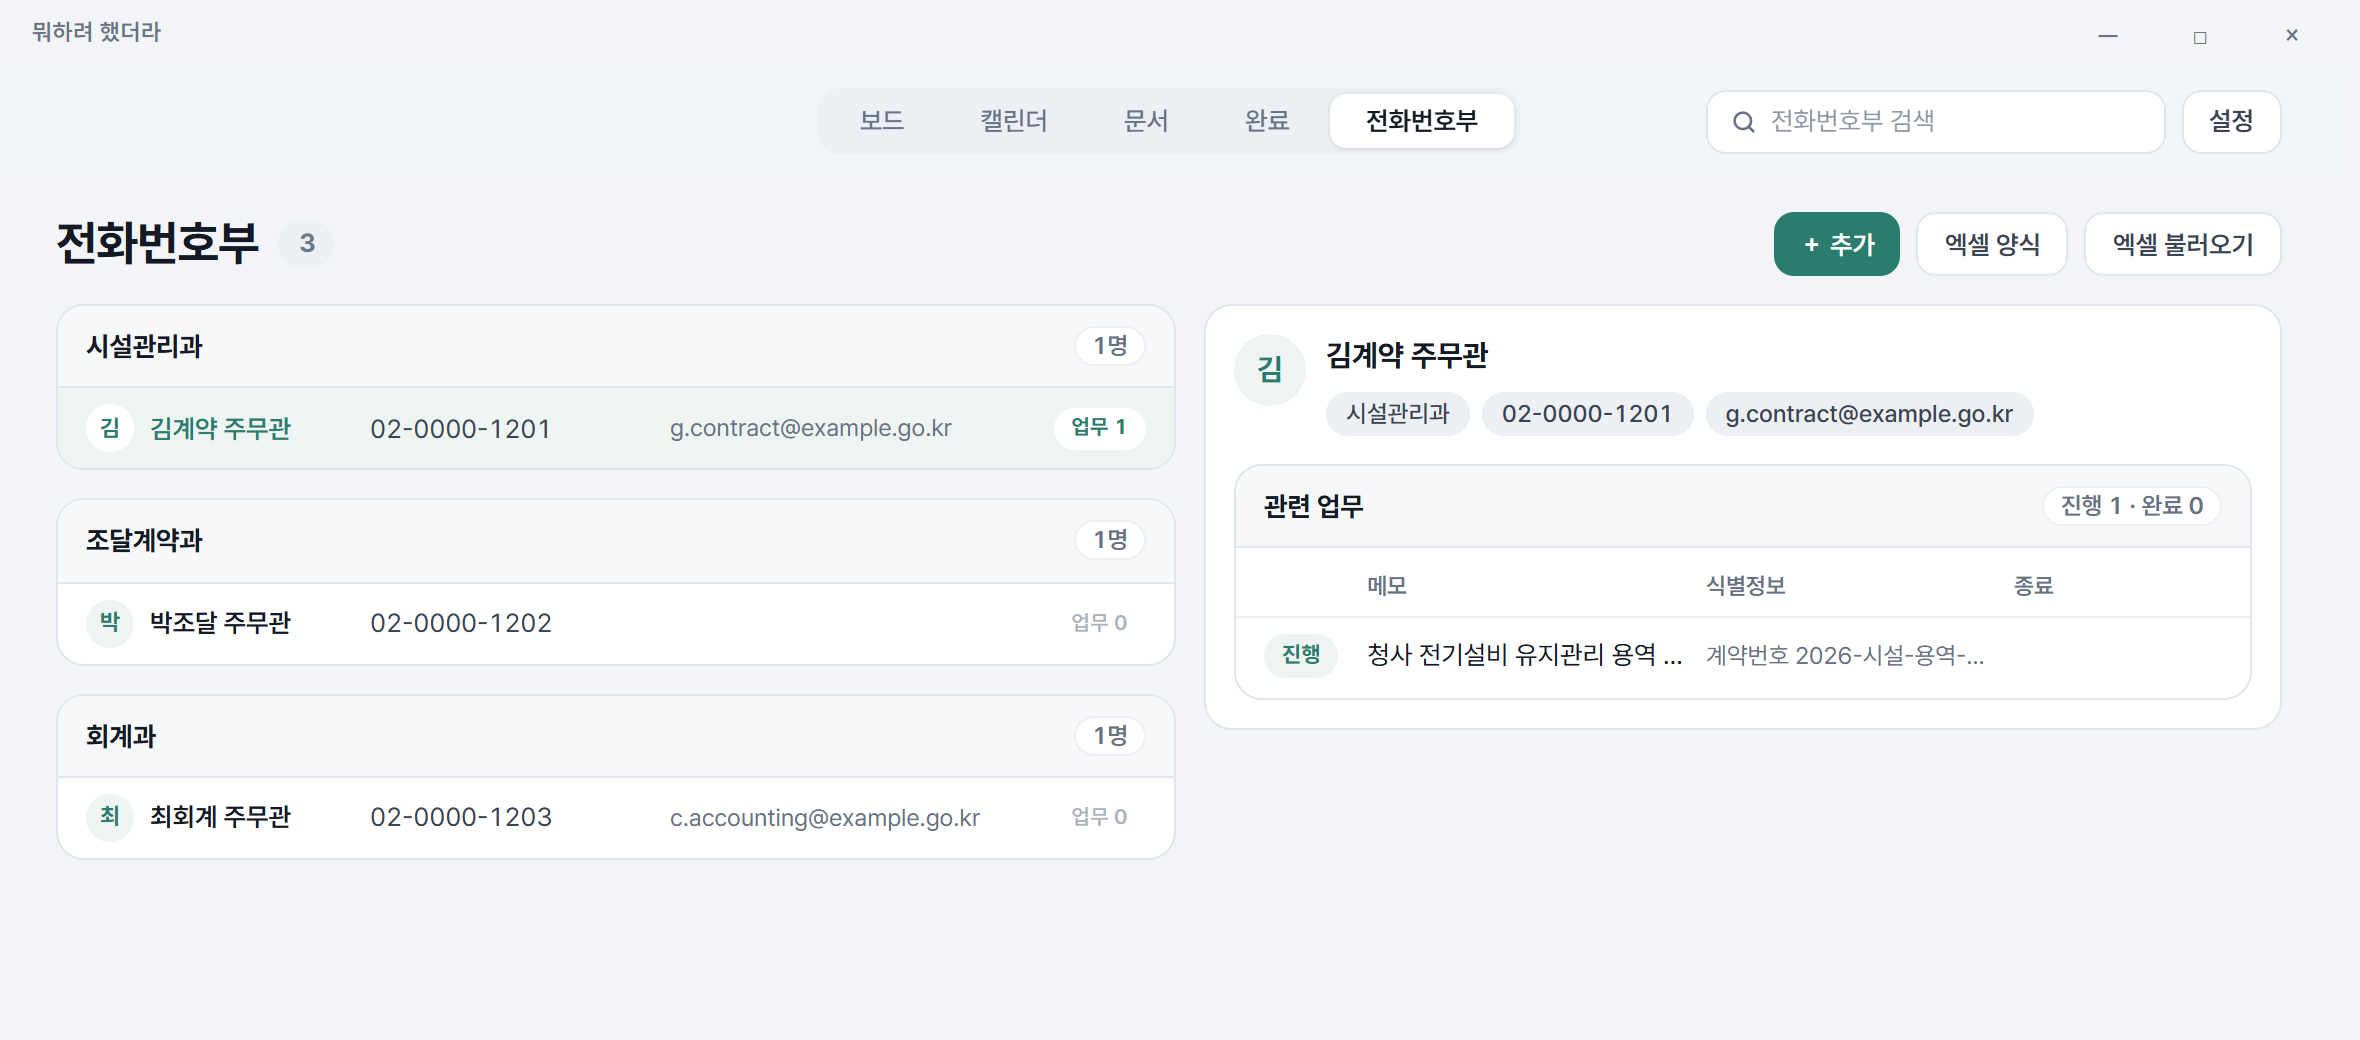 뭐하려 했더라
보드 캘린더 문서 완료 전화번호부
전화번호부 검색
설정
전화번호부 3
+ 추가 엑셀 양식 엑셀 불러오기
시설관리과 1명
김 김계약 주무관 02-0000-1201 g.contract@example.go.kr 업무 1
조달계약과 1명
박 박조달 주무관 02-0000-1202 업무 0
회계과 1명
최 최회계 주무관 02-0000-1203 c.accounting@example.go.kr 업무 0
김 김계약 주무관
시설관리과 02-0000-1201 g.contract@example.go.kr
관련 업무 진행 1 · 완료 0
메모 식별정보 종료
진행 청사 전기설비 유지관리 용역 ... 계약번호 2026-시설-용역-...